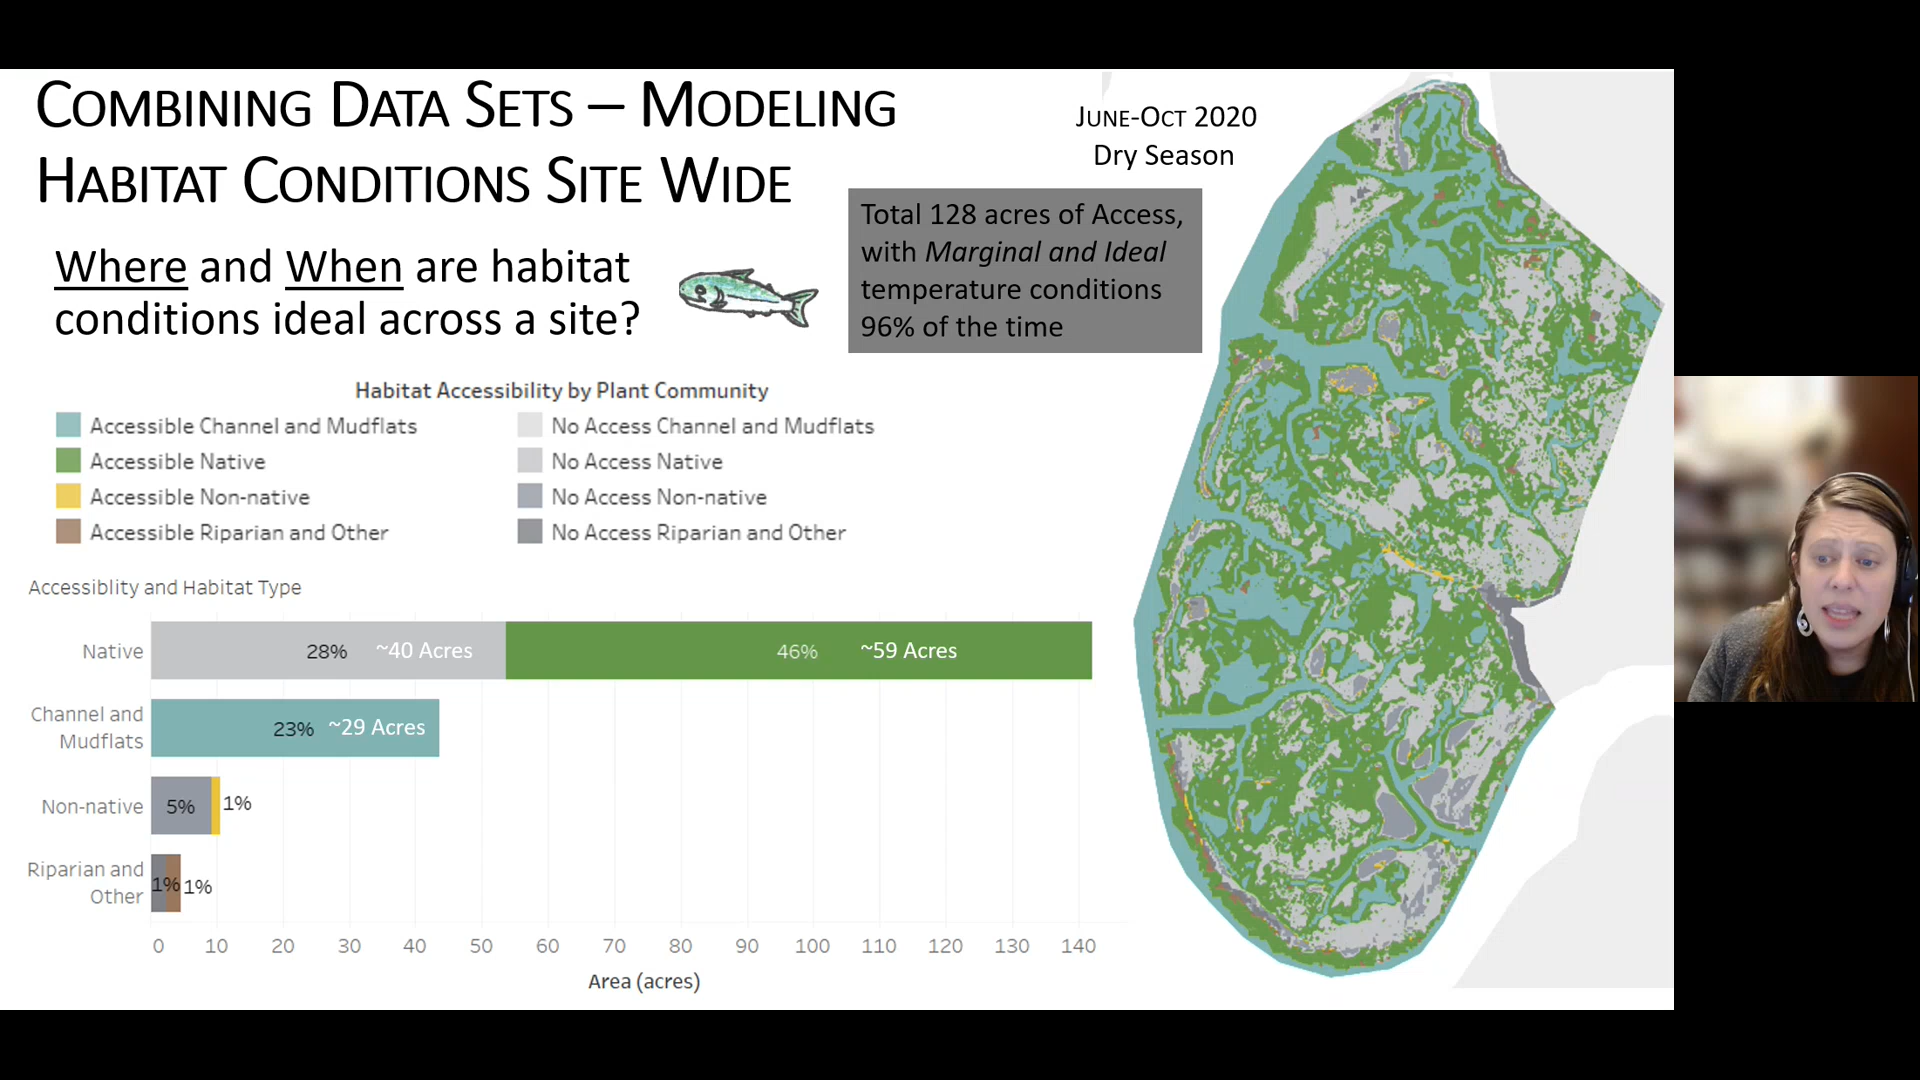 COMBINING DATA SETS – MODELING
HABITAT CONDITIONS SITE WIDE
JUNE-OCT 2020
Dry Season
Where and When are habitat
conditions ideal across a site?
Total 128 acres of Access,
with Marginal and Ideal
temperature conditions
96% of the time
Habitat Accessibility by Plant Community
Accessible Channel and Mudflats
No Access Channel and Mudflats
Accessible Native
No Access Native
Accessible Non-native
No Access Non-native
Accessible Riparian and Other
No Access Riparian and Other
Accessiblity and Habitat Type
Native
28% ~40 Acres
46% ~59 Acres
Channel and
Mudflats
23% ~29 Acres
Non-native
5% 1%
Riparian and
Other
1% 1%
0 10 20 30 40 50 60 70 80 90 100 110 120 130 140
Area (acres)